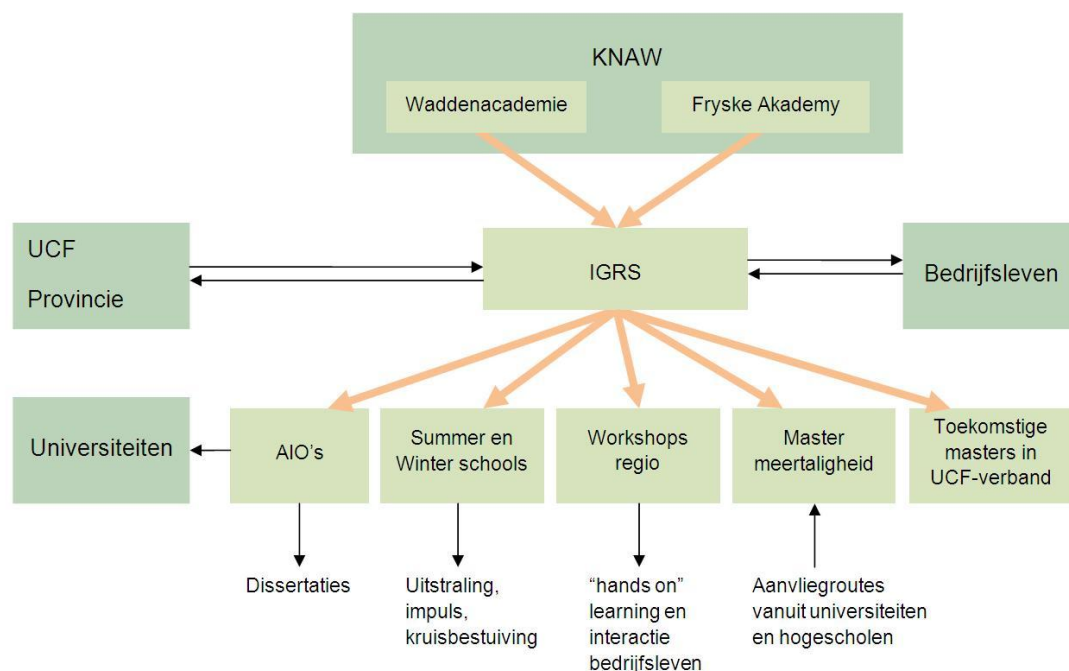 KNAW
Waddenacademie
Fryske Akademy
UCF
Provincie
IGRS
Bedrijfsleven
Universiteiten
AIO's
Summer en
Winter schools
Workshops
regio
Master
meertaligheid
Toekomstige
masters in
UCF-verband
Dissertaties
Uitstraling,
impuls,
kruisbestuiving
“hands on”
learning en
interactie
bedrijfsleven
Aanvliegroutes
vanuit universiteiten
en hogescholen